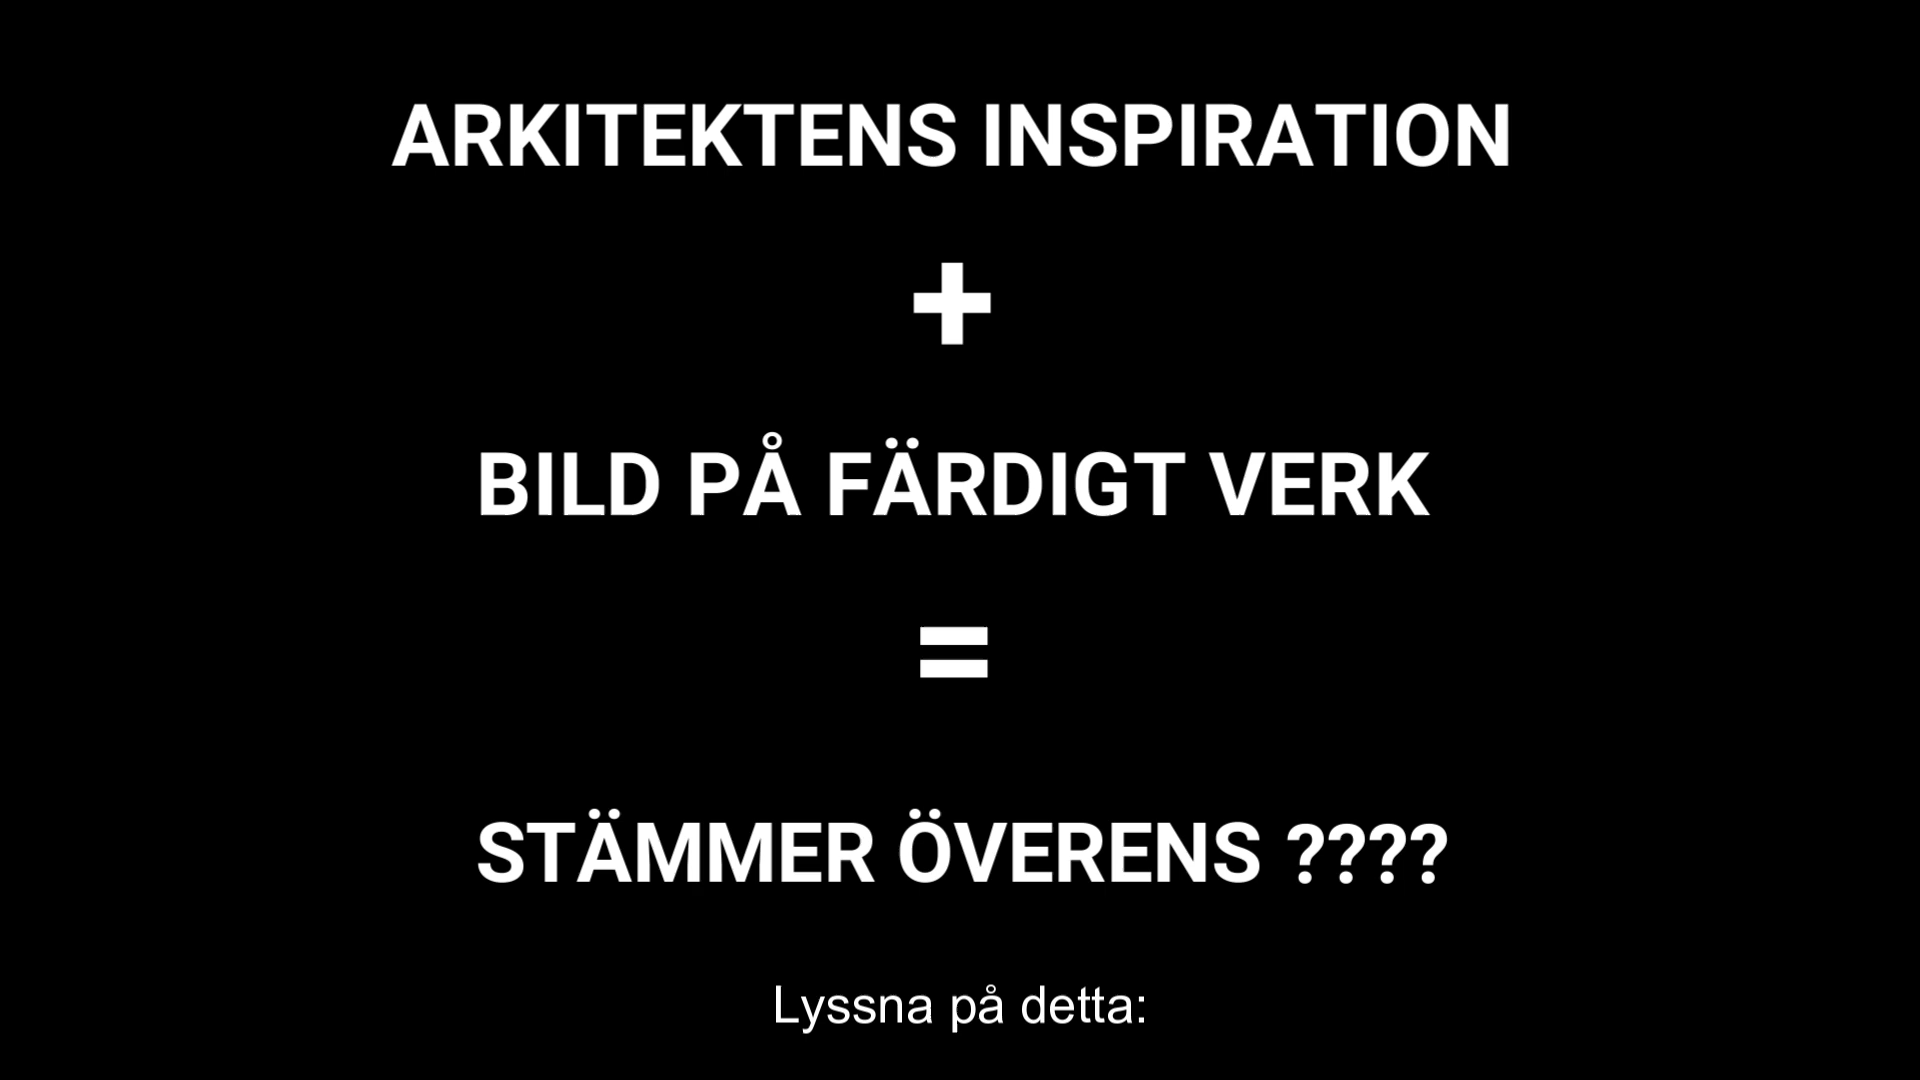 ARKITEKTENS INSPIRATION
+
BILD PÅ FÄRDIGT VERK
=
STÄMMER ÖVERENS ????
Lyssna på detta: